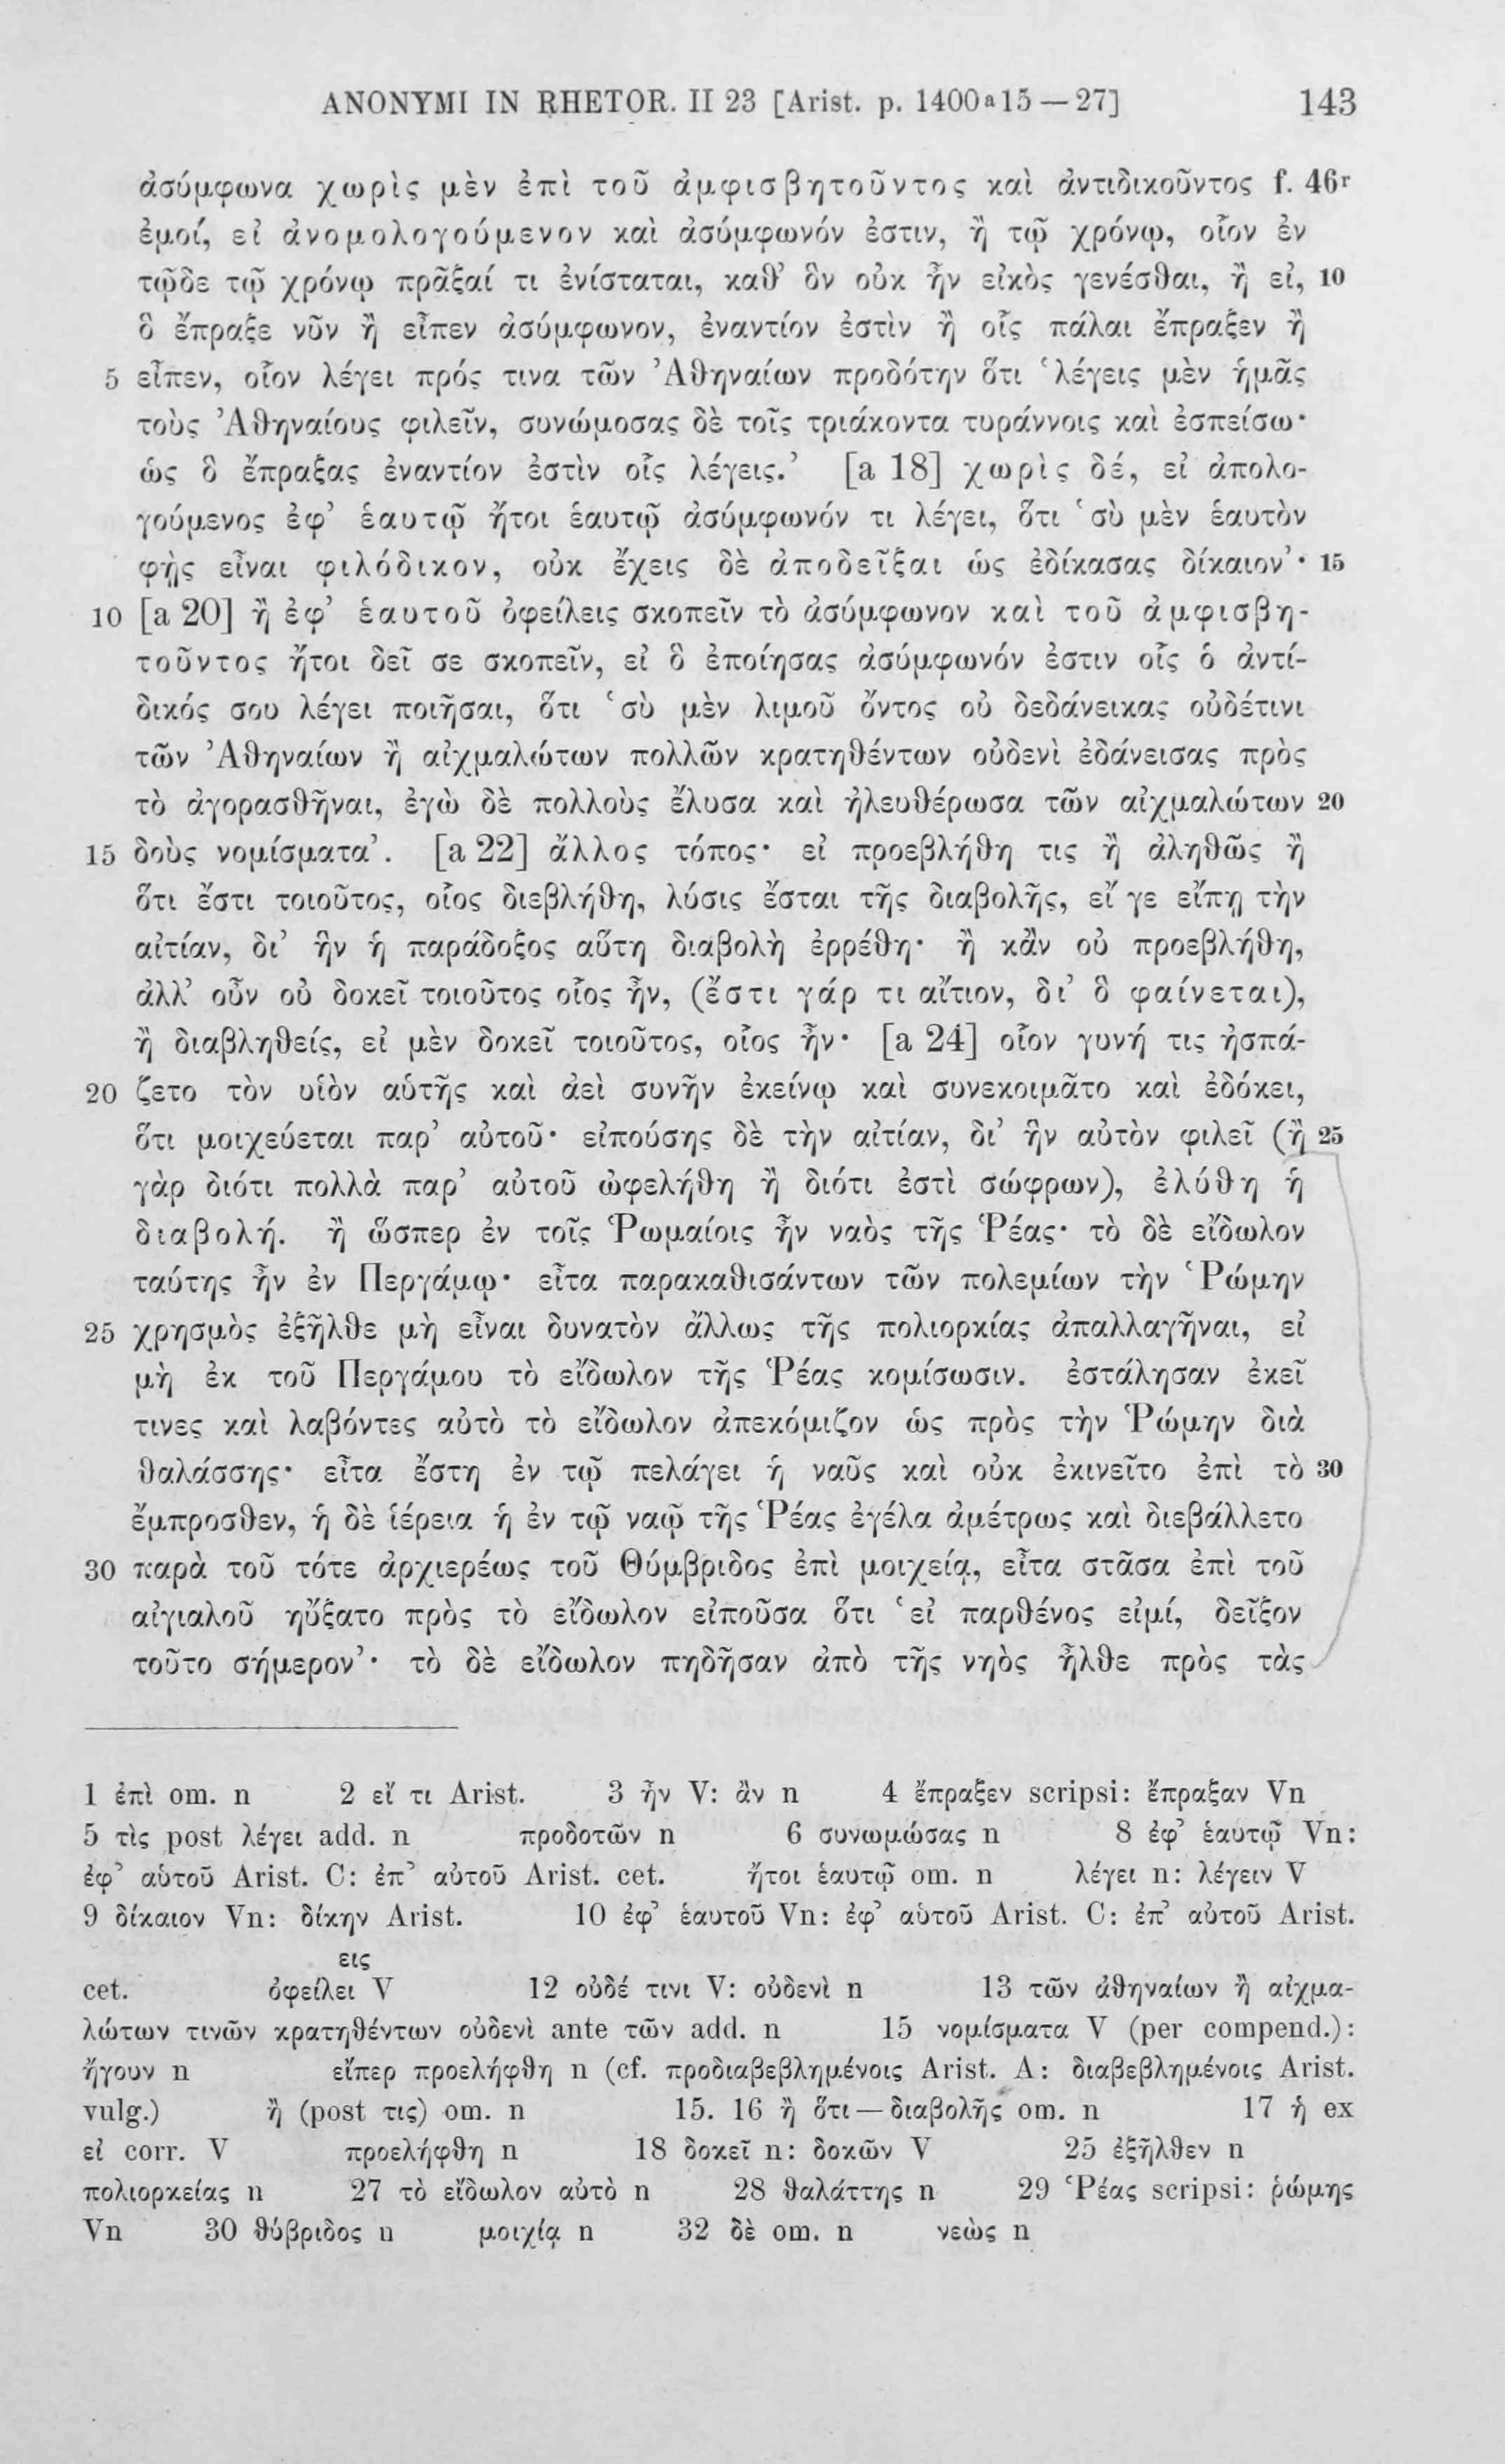 ANONYMI IN RHETOR. II 23 [Arist. p. 1400ª15 — 27] 143
ἀσύμφωνα χωρὶς μὲν ἐπὶ τοῦ ἀμφισβητοῦντος καὶ ἀντιδικοῦντος f. 46r
ἐμοί, εἰ ἀνομολογούμενον καὶ ἀσύμφωνόν ἐστιν, ἢ τῷ χρόνῳ, οἷον ἐν
τῷδε τῷ χρόνῳ πρᾶξαί τι ἐνίσταται, καθ’ ὃν οὐκ ἦν εἰκὸς γενέσθαι, ἢ εἰ, 10
ὃ ἔπραξε νῦν ἢ εἶπεν ἀσύμφωνον, ἐναντίον ἐστὶν ἢ οἷς πάλαι ἔπραξεν ἢ
5 εἶπεν, οἷον λέγει πρός τινα τῶν Ἀθηναίων προδότην ὅτι ‘λέγεις μὲν ἡμᾶς
τοὺς Ἀθηναίους φιλεῖν, συνώμοσας δὲ τοῖς τριάκοντα τυράννοις καὶ ἐσπείσω·
ὡς ὃ ἔπραξας ἐναντίον ἐστὶν οἷς λέγεις.’ [a 18] χωρὶς δέ, εἰ ἀπολο-
γούμενος ἐφ’ ἑαυτῷ ἤτοι ἑαυτῷ ἀσύμφωνόν τι λέγει, ὅτι ‘σὺ μὲν ἑαυτὸν
φῂς εἶναι φιλόδικον, οὐκ ἔχεις δὲ ἀποδεῖξαι ὡς ἐδίκασας δίκαιον’· 15
10 [a 20] ἢ ἐφ’ ἑαυτοῦ ὀφείλεις σκοπεῖν τὸ ἀσύμφωνον καὶ τοῦ ἀμφισβη-
τοῦντος ἤτοι δεῖ σε σκοπεῖν, εἰ ὃ ἐποίησας ἀσύμφωνόν ἐστιν οἷς ὁ ἀντί-
δικός σου λέγει ποιῆσαι, ὅτι ‘σὺ μὲν λιμοῦ ὄντος οὐ δεδάνεικας οὐδέτινι
τῶν Ἀθηναίων ἢ αἰχμαλώτων πολλῶν κρατηθέντων οὐδενὶ ἐδάνεισας πρὸς
τὸ ἀγορασθῆναι, ἐγὼ δὲ πολλοὺς ἔλυσα καὶ ἠλευθέρωσα τῶν αἰχμαλώτων 20
15 δοὺς νομίσματα’. [a 22] ἄλλος τόπος· εἰ προεβλήθη τις ἢ ἀληθῶς ἢ
ὅτι ἔστι τοιοῦτος, οἷος διεβλήθη, λύσις ἔσται τῆς διαβολῆς, εἴ γε εἴπῃ τὴν
αἰτίαν, δι’ ἣν ἡ παράδοξος αὕτη διαβολὴ ἐρρέθη· ἢ κἂν οὐ προεβλήθη,
ἀλλ’ οὖν οὐ δοκεῖ τοιοῦτος οἷος ἦν, (ἔστι γάρ τι αἴτιον, δι’ ὃ φαίνεται),
ἢ διαβληθείς, εἰ μὲν δοκεῖ τοιοῦτος, οἷος ἦν· [a 24] οἷον γυνή τις ἠσπά-
20 ζετο τὸν υἱὸν αὑτῆς καὶ ἀεὶ συνῆν ἐκείνῳ καὶ συνεκοιμᾶτο καὶ ἐδόκει,
ὅτι μοιχεύεται παρ’ αὐτοῦ· εἰπούσης δὲ τὴν αἰτίαν, δι’ ἣν αὐτὸν φιλεῖ (ἢ 25
γὰρ διότι πολλὰ παρ’ αὐτοῦ ὠφελήθη ἢ διότι ἐστὶ σώφρων), ἐλύθη ἡ
διαβολή. ἢ ὥσπερ ἐν τοῖς Ῥωμαίοις ἦν ναὸς τῆς Ῥέας· τὸ δὲ εἴδωλον
ταύτης ἦν ἐν Περγάμῳ· εἶτα παρακαθισάντων τῶν πολεμίων τὴν Ῥώμην
25 χρησμὸς ἐξῆλθε μὴ εἶναι δυνατὸν ἄλλως τῆς πολιορκίας ἀπαλλαγῆναι, εἰ
μὴ ἐκ τοῦ Περγάμου τὸ εἴδωλον τῆς Ῥέας κομίσωσιν. ἐστάλησαν ἐκεῖ
τινες καὶ λαβόντες αὐτὸ τὸ εἴδωλον ἀπεκόμιζον ὡς πρὸς τὴν Ῥώμην διὰ
θαλάσσης· εἶτα ἔστη ἐν τῷ πελάγει ἡ ναῦς καὶ οὐκ ἐκινεῖτο ἐπὶ τὸ 30
ἔμπροσθεν, ἡ δὲ ἱέρεια ἡ ἐν τῷ ναῷ τῆς Ῥέας ἐγέλα ἀμέτρως καὶ διεβάλλετο
30 παρὰ τοῦ τότε ἀρχιερέως τοῦ Θύμβριδος ἐπὶ μοιχείᾳ, εἶτα στᾶσα ἐπὶ τοῦ
αἰγιαλοῦ ηὔξατο πρὸς τὸ εἴδωλον εἰποῦσα ὅτι ‘εἰ παρθένος εἰμί, δεῖξον
τοῦτο σήμερον’· τὸ δὲ εἴδωλον πηδῆσαν ἀπὸ τῆς νηὸς ἦλθε πρὸς τὰς
1 ἐπὶ om. n 2 εἴ τι Arist. 3 ἦν V: ἂν n 4 ἔπραξεν scripsi: ἔπραξαν Vn
5 τὶς post λέγει add. n προδοτῶν n 6 συνωμώσας n 8 ἐφ’ ἑαυτῷ Vn:
ἐφ’ αὑτοῦ Arist. C: ἐπ’ αὐτοῦ Arist. cet. ἤτοι ἑαυτῷ om. n λέγει n: λέγειν V
9 δίκαιον Vn: δίκην Arist. 10 ἐφ’ ἑαυτοῦ Vn: ἐφ’ αὑτοῦ Arist. C: ἐπ’ αὐτοῦ Arist.
εις
cet. ὀφείλει V 12 οὐδέ τινι V: οὐδενὶ n 13 τῶν ἀθηναίων ἢ αἰχμα-
λώτων τινῶν κρατηθέντων οὐδενὶ ante τῶν add. n 15 νομίσματα V (per compend.):
ἤγουν n εἴπερ προελήφθη n (cf. προδιαβεβλημένοις Arist. A: διαβεβλημένοις Arist.
vulg.) ἢ (post τις) om. n 15. 16 ἢ ὅτι — διαβολῆς om. n 17 ἡ ex
εἰ corr. V προελήφθη n 18 δοκεῖ n: δοκῶν V 25 ἐξῆλθεν n
πολιορκείας n 27 τὸ εἴδωλον αὐτὸ n 28 θαλάττης n 29 Ῥέας scripsi: ῥώμης
Vn 30 θύβριδος n μοιχίᾳ n 32 δὲ om. n νεὼς n